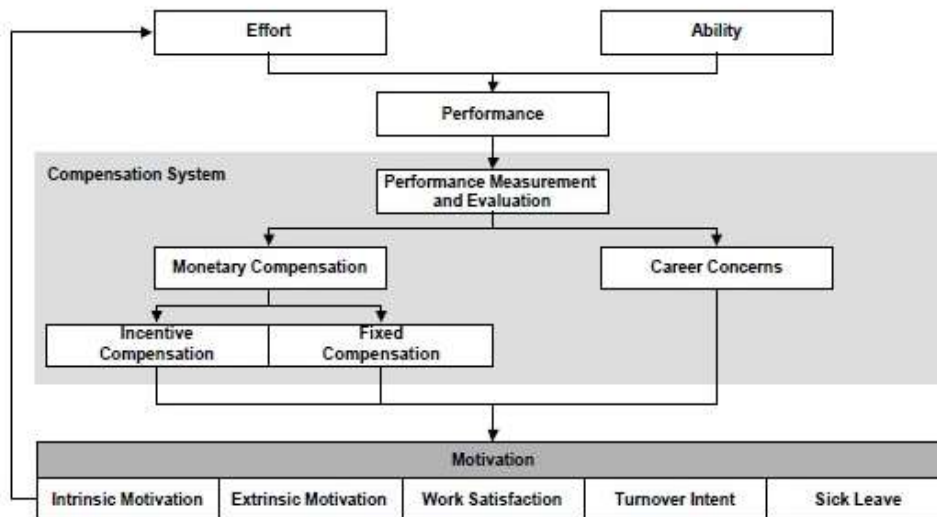 Effort
Ability
Performance
Compensation System
Performance Measurement
and Evaluation
Monetary Compensation
Career Concerns
Incentive
Compensation
Fixed
Compensation
Motivation
Intrinsic Motivation
Extrinsic Motivation
Work Satisfaction
Turnover Intent
Sick Leave